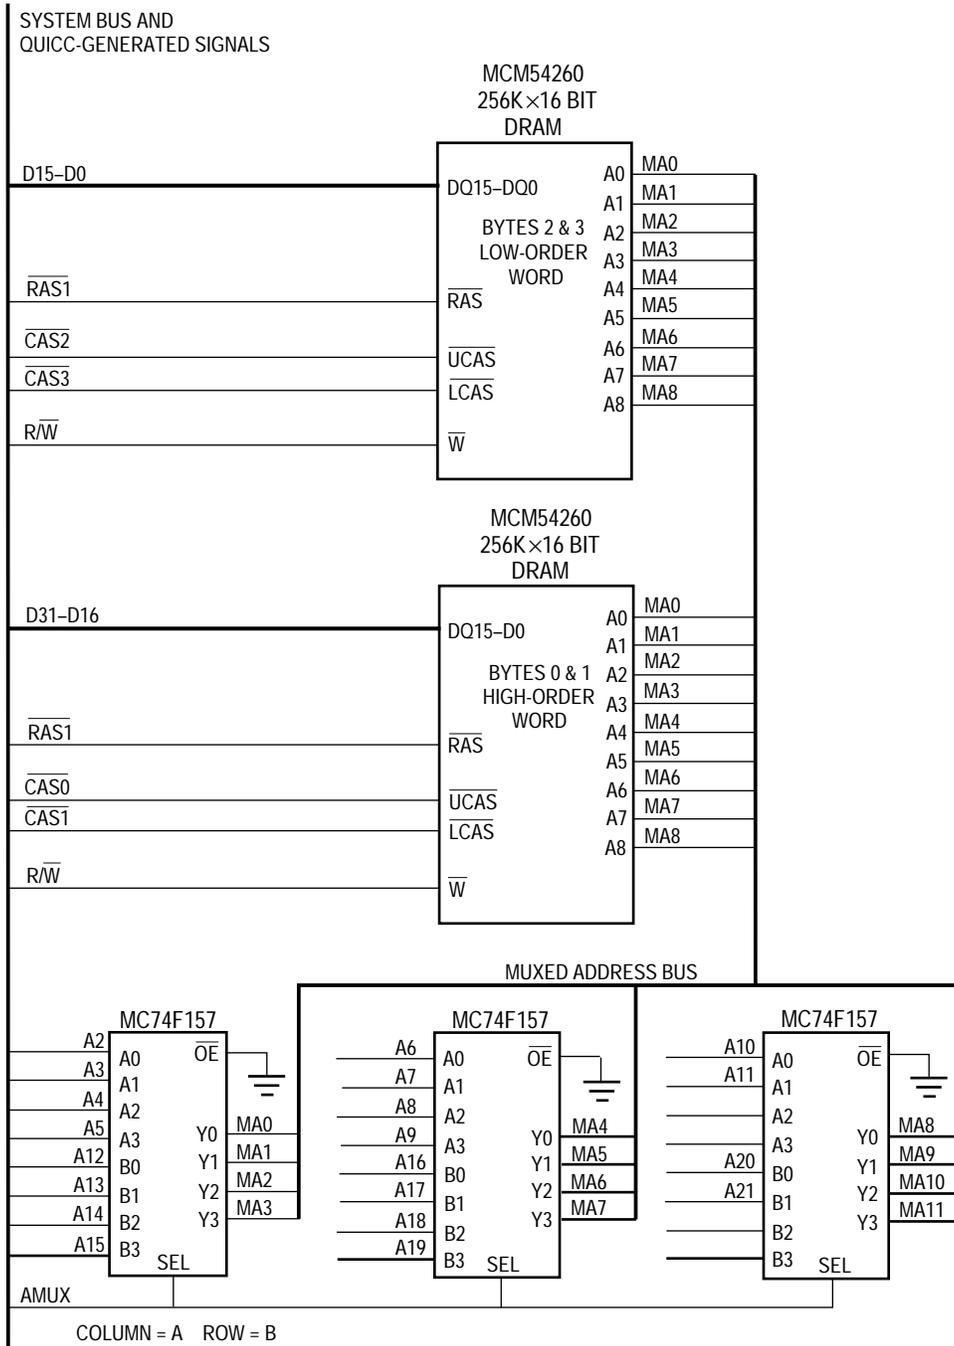 SYSTEM BUS AND
QUICC-GENERATED SIGNALS
MCM54260
256K×16 BIT
DRAM
D15–D0
DQ15–DQ0
BYTES 2 & 3
LOW-ORDER
WORD
RAS1
RAS
CAS2
UCAS
CAS3
LCAS
R/W
W
A0 MA0
A1 MA1
A2 MA2
A3 MA3
A4 MA4
A5 MA5
A6 MA6
A7 MA7
A8 MA8
MCM54260
256K×16 BIT
DRAM
D31–D16
DQ15–D0
BYTES 0 & 1
HIGH-ORDER
WORD
RAS1
RAS
CAS0
UCAS
CAS1
LCAS
R/W
W
A0 MA0
A1 MA1
A2 MA2
A3 MA3
A4 MA4
A5 MA5
A6 MA6
A7 MA7
A8 MA8
MUXED ADDRESS BUS
MC74F157
A2 A0
A3 A1
A4 A2
A5 A3
A12 B0
A13 B1
A14 B2
A15 B3
OE
Y0 MA0
Y1 MA1
Y2 MA2
Y3 MA3
SEL
MC74F157
A6 A0
A7 A1
A8 A2
A9 A3
A16 B0
A17 B1
A18 B2
A19 B3
OE
Y0 MA4
Y1 MA5
Y2 MA6
Y3 MA7
SEL
MC74F157
A10 A0
A11 A1
A2
A3
A20 B0
A21 B1
B2
B3
OE
Y0 MA8
Y1 MA9
Y2 MA10
Y3 MA11
SEL
AMUX
COLUMN = A ROW = B